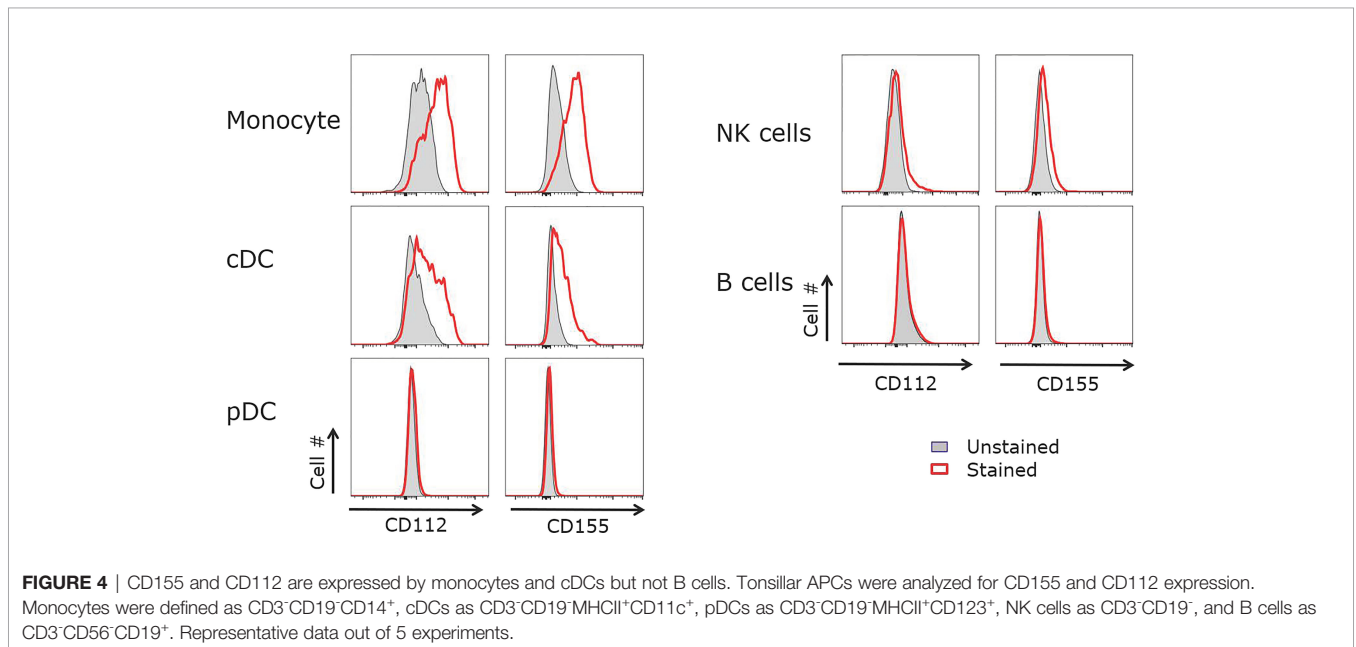 Monocyte
cDC
pDC
Cell #
CD112
CD155
NK cells
B cells
Cell #
CD112
CD155
Unstained
Stained
FIGURE 4 | CD155 and CD112 are expressed by monocytes and cDCs but not B cells. Tonsillar APCs were analyzed for CD155 and CD112 expression.
Monocytes were defined as CD3⁻CD19⁻CD14⁺, cDCs as CD3⁻CD19⁻MHCII⁺CD11c⁺, pDCs as CD3⁻CD19⁻MHCII⁺CD123⁺, NK cells as CD3⁻CD19⁻, and B cells as
CD3⁻CD56⁻CD19⁺. Representative data out of 5 experiments.